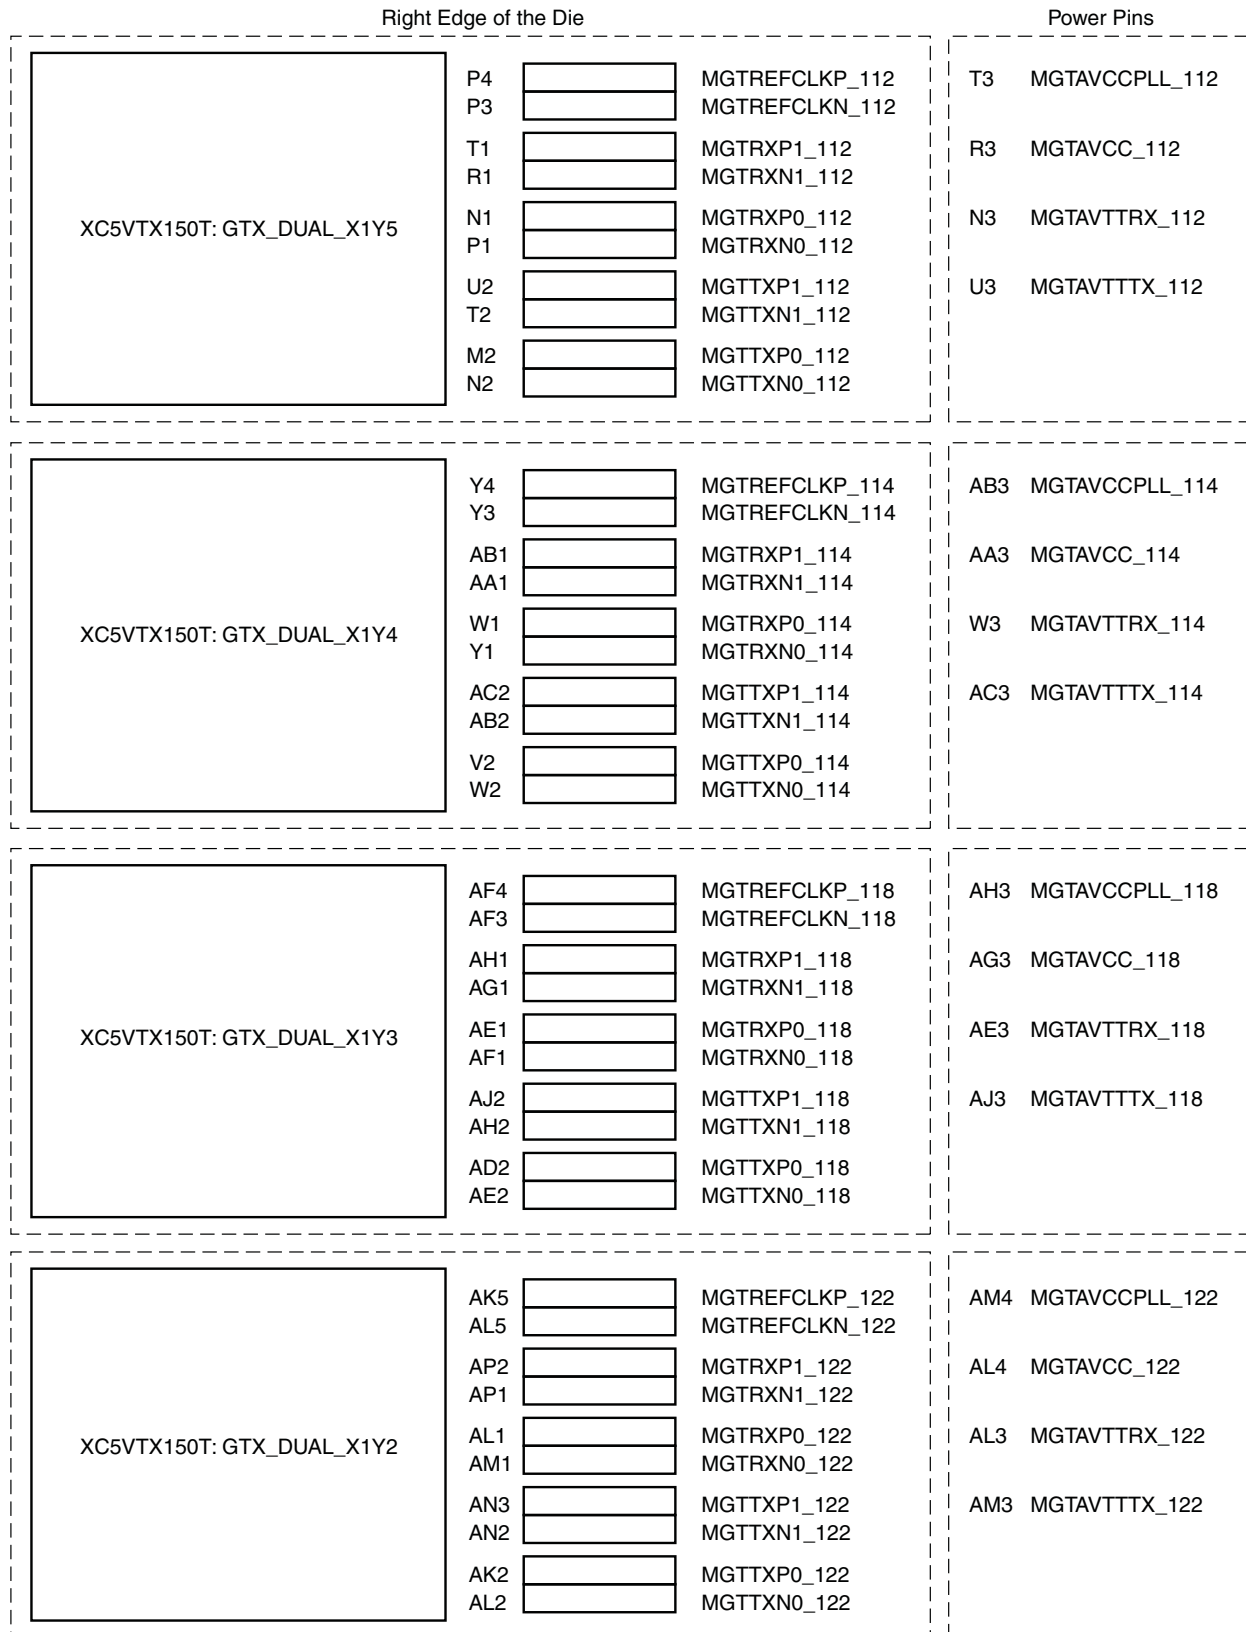 Right Edge of the Die Power Pins
P4 MGTREFCLKP_112 T3 MGTAVCCPLL_112
P3 MGTREFCLKN_112
T1 MGTRXP1_112 R3 MGTAVCC_112
R1 MGTRXN1_112
XC5VTX150T: GTX_DUAL_X1Y5 N1 MGTRXP0_112 N3 MGTAVTTRX_112
P1 MGTRXN0_112
U2 MGTTXP1_112 U3 MGTAVTTTX_112
T2 MGTTXN1_112
M2 MGTTXP0_112
N2 MGTTXN0_112
Y4 MGTREFCLKP_114 AB3 MGTAVCCPLL_114
Y3 MGTREFCLKN_114
AB1 MGTRXP1_114 AA3 MGTAVCC_114
AA1 MGTRXN1_114
XC5VTX150T: GTX_DUAL_X1Y4 W1 MGTRXP0_114 W3 MGTAVTTRX_114
Y1 MGTRXN0_114
AC2 MGTTXP1_114 AC3 MGTAVTTTX_114
AB2 MGTTXN1_114
V2 MGTTXP0_114
W2 MGTTXN0_114
AF4 MGTREFCLKP_118 AH3 MGTAVCCPLL_118
AF3 MGTREFCLKN_118
AH1 MGTRXP1_118 AG3 MGTAVCC_118
AG1 MGTRXN1_118
XC5VTX150T: GTX_DUAL_X1Y3 AE1 MGTRXP0_118 AE3 MGTAVTTRX_118
AF1 MGTRXN0_118
AJ2 MGTTXP1_118 AJ3 MGTAVTTTX_118
AH2 MGTTXN1_118
AD2 MGTTXP0_118
AE2 MGTTXN0_118
AK5 MGTREFCLKP_122 AM4 MGTAVCCPLL_122
AL5 MGTREFCLKN_122
AP2 MGTRXP1_122 AL4 MGTAVCC_122
AP1 MGTRXN1_122
XC5VTX150T: GTX_DUAL_X1Y2 AL1 MGTRXP0_122 AL3 MGTAVTTRX_122
AM1 MGTRXN0_122
AN3 MGTTXP1_122 AM3 MGTAVTTTX_122
AN2 MGTTXN1_122
AK2 MGTTXP0_122
AL2 MGTTXN0_122